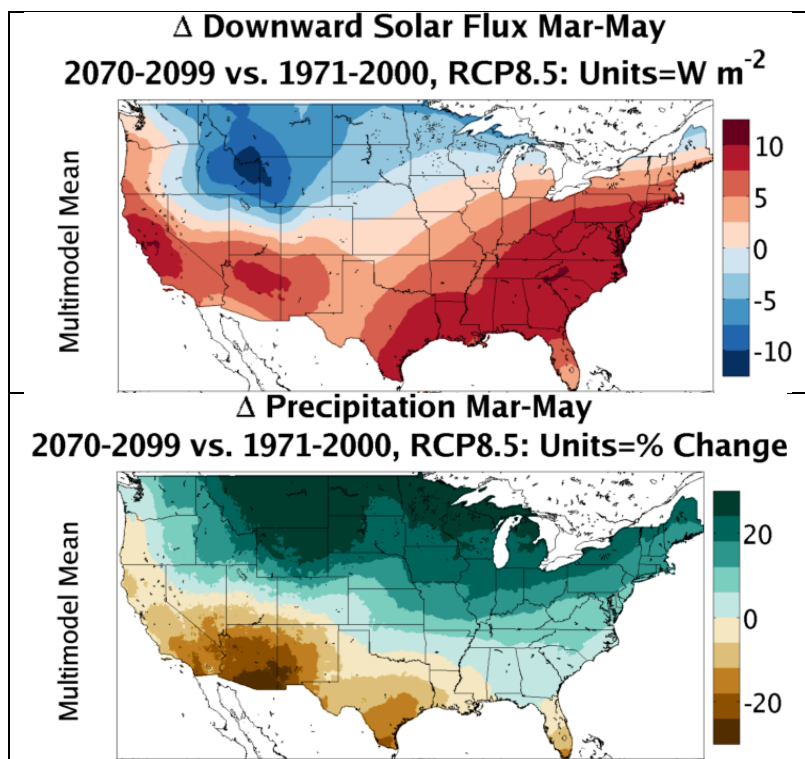 Δ Downward Solar Flux Mar-May
2070-2099 vs. 1971-2000, RCP8.5: Units=W m⁻²
Multimodel Mean
10
5
0
-5
-10
Δ Precipitation Mar-May
2070-2099 vs. 1971-2000, RCP8.5: Units=% Change
Multimodel Mean
20
0
-20